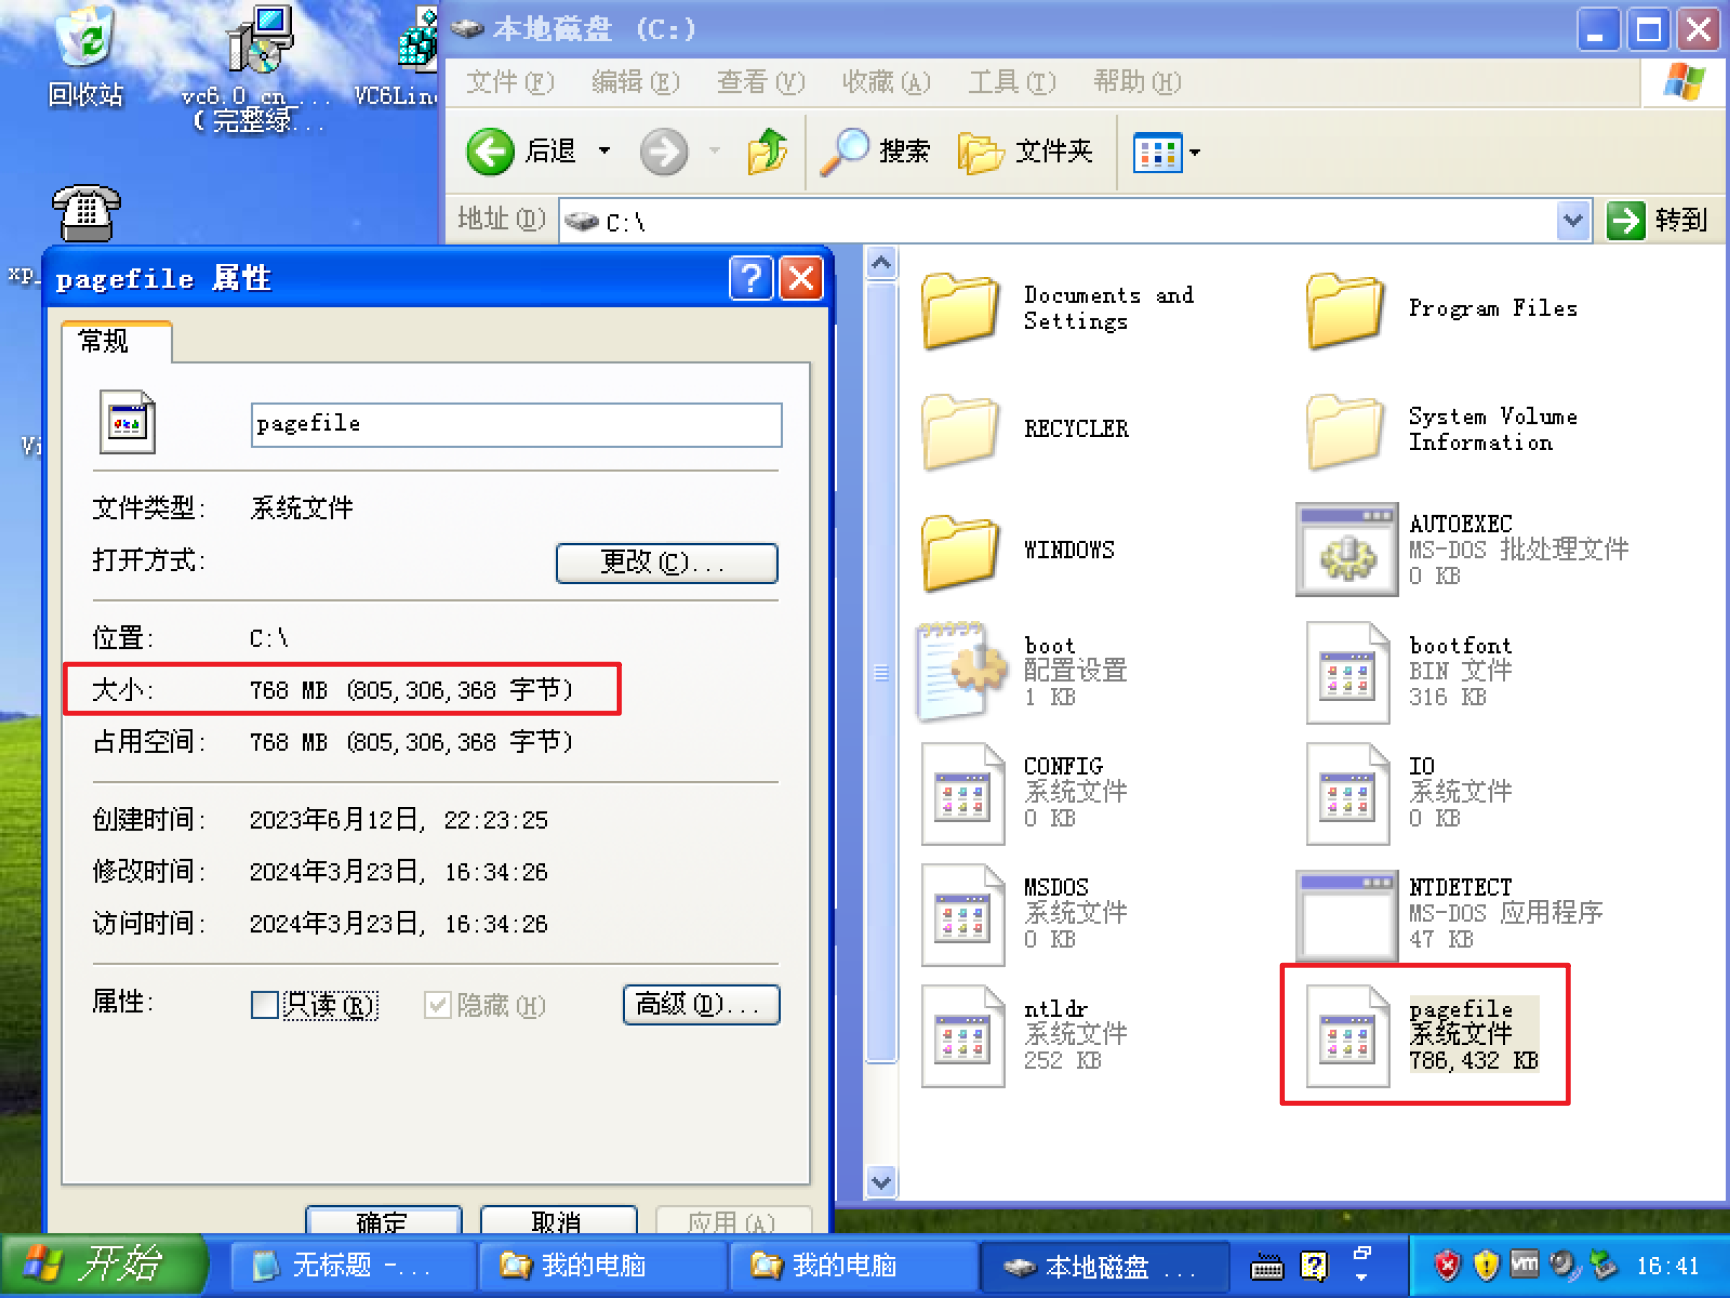 回收站
vc6.0_cn_...
(完整绿...
VC6Lin
xp_
Vi
本地磁盘 (C:)
文件(F) 编辑(E) 查看(V) 收藏(A) 工具(T) 帮助(H)
后退 搜索 文件夹
地址(D) C:\ 转到
pagefile 属性
常规
pagefile
文件类型: 系统文件
打开方式: 更改(C)...
位置: C:\
大小: 768 MB (805,306,368 字节)
占用空间: 768 MB (805,306,368 字节)
创建时间: 2023年6月12日, 22:23:25
修改时间: 2024年3月23日, 16:34:26
访问时间: 2024年3月23日, 16:34:26
属性: 只读(R) 隐藏(H) 高级(D)...
确定 取消 应用(A)
Documents and
Settings
Program Files
RECYCLER
System Volume
Information
WINDOWS
AUTOEXEC
MS-DOS 批处理文件
0 KB
boot
配置设置
1 KB
bootfont
BIN 文件
316 KB
CONFIG
系统文件
0 KB
IO
系统文件
0 KB
MSDOS
系统文件
0 KB
NTDETECT
MS-DOS 应用程序
47 KB
ntldr
系统文件
252 KB
pagefile
系统文件
786,432 KB
开始 无标题 -... 我的电脑 我的电脑 本地磁盘 ... 16:41